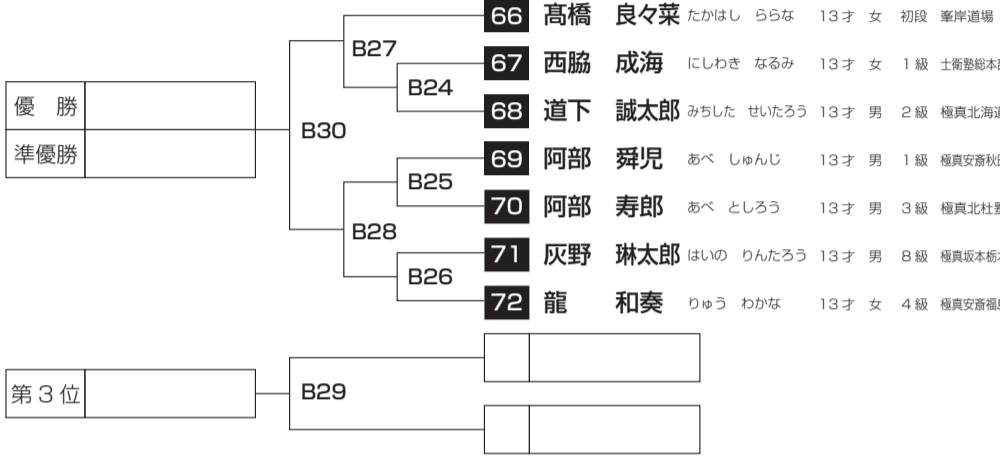 66 髙橋 良々菜 たかはし ららな 13才 女 初段 峯岸道場
67 西脇 成海 にしわき なるみ 13才 女 1級 士衛塾総本部
68 道下 誠太郎 みちした せいたろう 13才 男 2級 極真北海道
69 阿部 舜児 あべ しゅんじ 13才 男 1級 極真安斎秋田
70 阿部 寿郎 あべ としろう 13才 男 3級 極真北杜塾
71 灰野 琳太郎 はいの りんたろう 13才 男 8級 極真坂本栃木
72 龍 和奏 りゅう わかな 13才 女 4級 極真安斎福島
B27
B24
B30
B25
B28
B26
優 勝
準優勝
B29
第3位